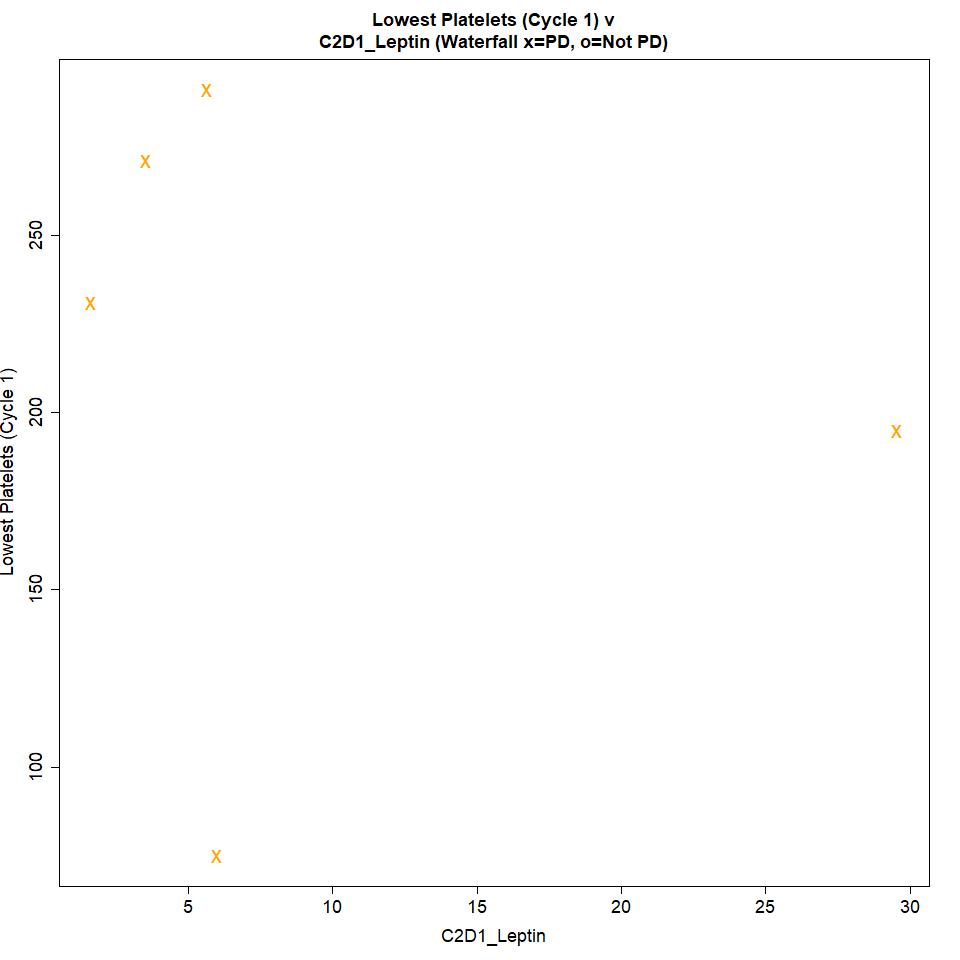 Lowest Platelets (Cycle 1) v
C2D1_Leptin (Waterfall x=PD, o=Not PD)
X
X
250
X
Lowest Platelets (Cycle 1)
200
X
150
100
X
5 10 15 20 25 30
C2D1_Leptin